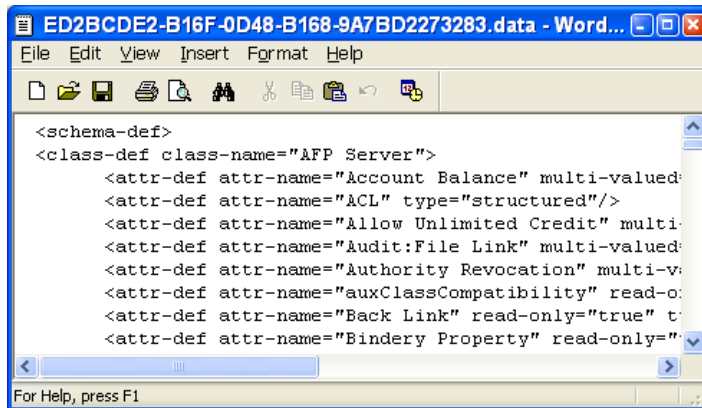 ED2BCDE2-B16F-0D48-B168-9A7BD2273283.data - Word...
File Edit View Insert Format Help
<schema-def>
<class-def class-name="AFP Server">
<attr-def attr-name="Account Balance" multi-valued
<attr-def attr-name="ACL" type="structured"/>
<attr-def attr-name="Allow Unlimited Credit" multi
<attr-def attr-name="Audit:File Link" multi-valued
<attr-def attr-name="Authority Revocation" multi-v
<attr-def attr-name="auxClassCompatibility" read-o
<attr-def attr-name="Back Link" read-only="true" t
<attr-def attr-name="Bindery Property" read-only="
For Help, press F1